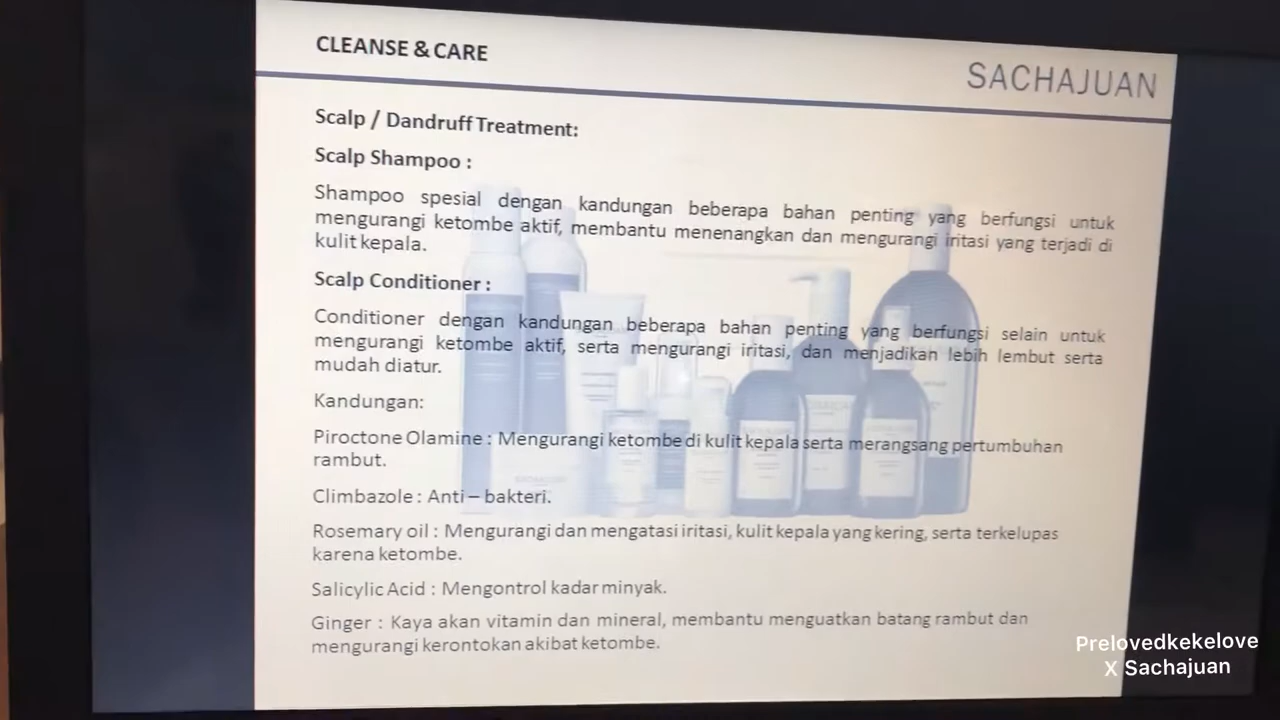 CLEANSE & CARE
SACHAJUAN
Scalp / Dandruff Treatment:
Scalp Shampoo :
Shampoo spesial dengan kandungan beberapa bahan penting yang berfungsi untuk
mengurangi ketombe aktif, membantu menenangkan dan mengurangi iritasi yang terjadi di
kulit kepala.
Scalp Conditioner :
Conditioner dengan kandungan beberapa bahan penting yang berfungsi selain untuk
mengurangi ketombe aktif, serta mengurangi iritasi, dan menjadikan lebih lembut serta
mudah diatur.
Kandungan:
Piroctone Olamine : Mengurangi ketombe di kulit kepala serta merangsang pertumbuhan
rambut.
Climbazole : Anti – bakteri.
Rosemary oil : Mengurangi dan mengatasi iritasi, kulit kepala yang kering, serta terkelupas
karena ketombe.
Salicylic Acid : Mengontrol kadar minyak.
Ginger : Kaya akan vitamin dan mineral, membantu menguatkan batang rambut dan
mengurangi kerontokan akibat ketombe.
Prelovedkekelove
X Sachajuan